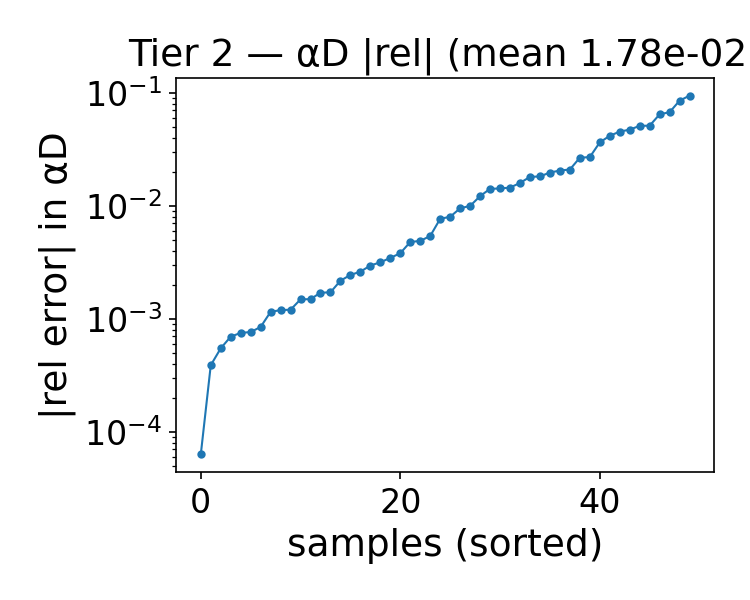 Tier 2 — αD |rel| (mean 1.78e-02
10⁻¹
10⁻²
10⁻³
10⁻⁴
|rel error| in αD
0 20 40
samples (sorted)